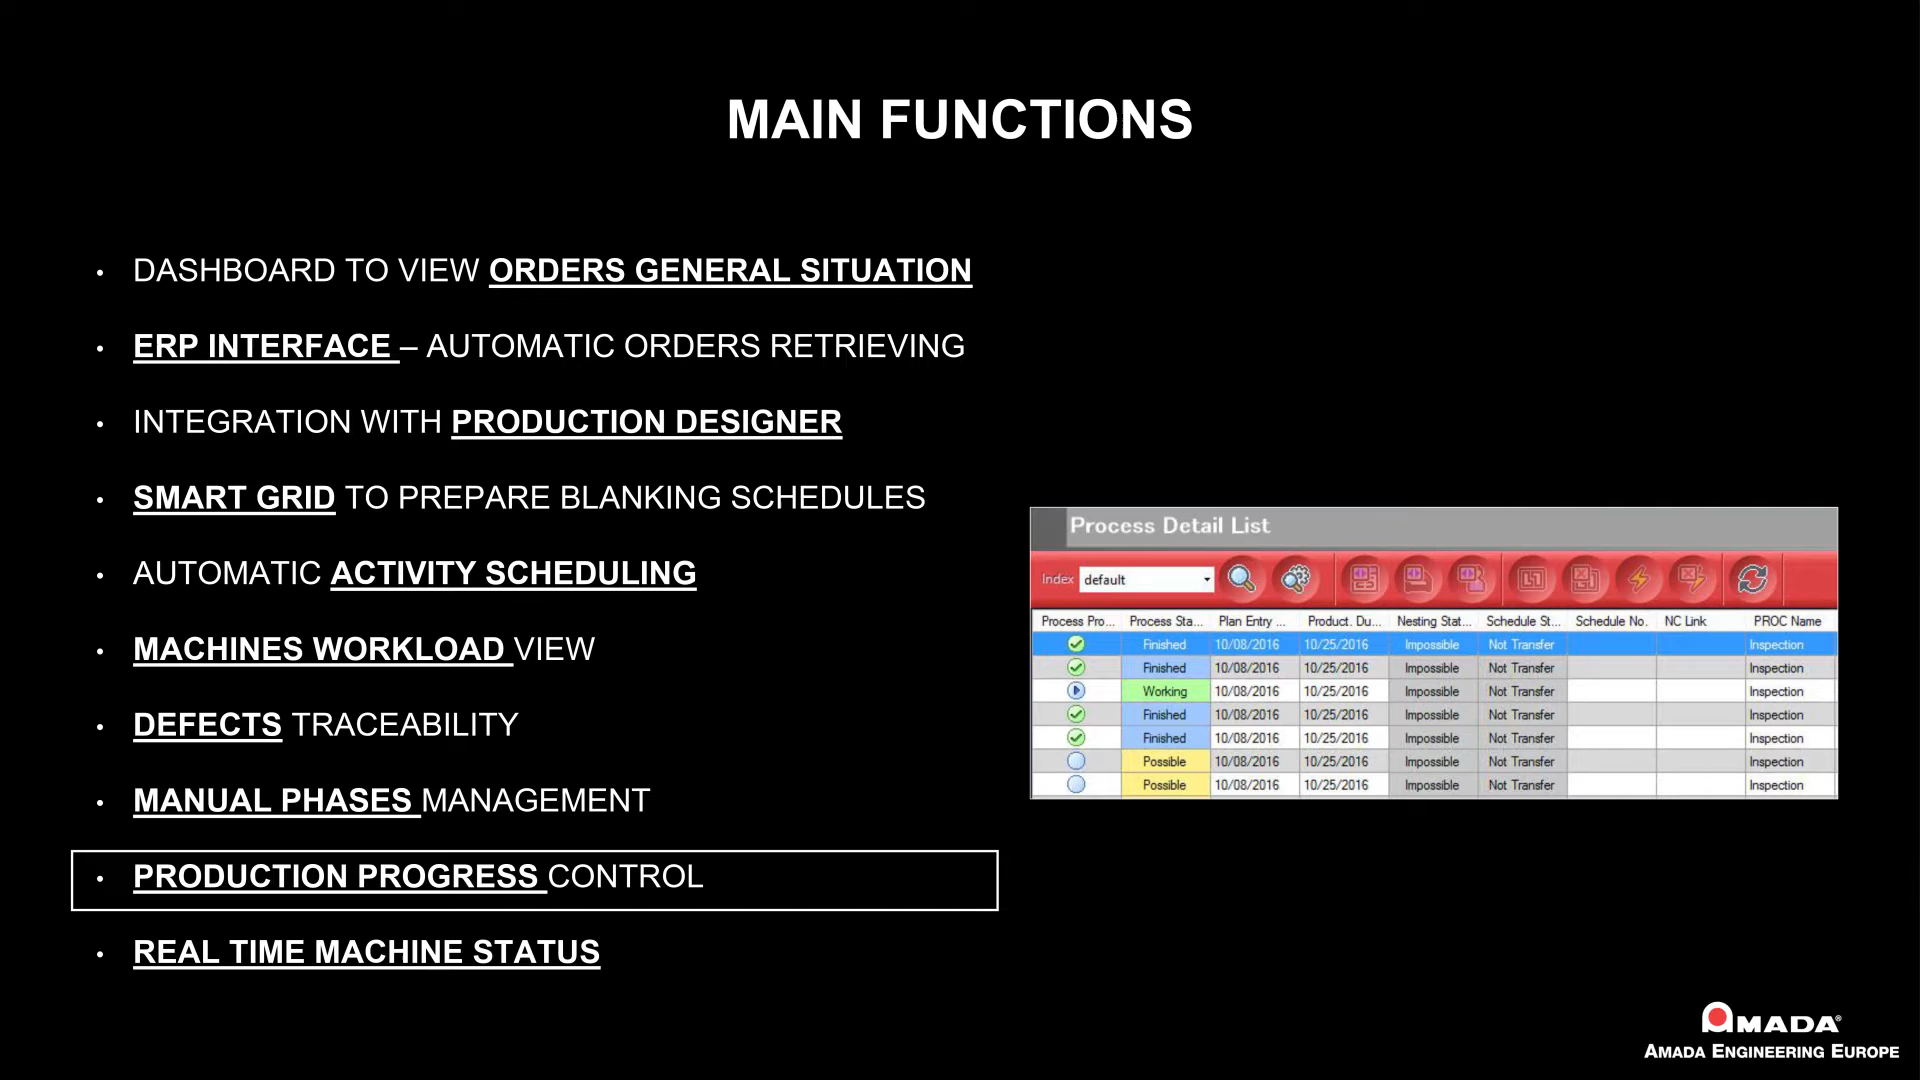 MAIN FUNCTIONS
• DASHBOARD TO VIEW ORDERS GENERAL SITUATION
• ERP INTERFACE – AUTOMATIC ORDERS RETRIEVING
• INTEGRATION WITH PRODUCTION DESIGNER
• SMART GRID TO PREPARE BLANKING SCHEDULES
• AUTOMATIC ACTIVITY SCHEDULING
• MACHINES WORKLOAD VIEW
• DEFECTS TRACEABILITY
• MANUAL PHASES MANAGEMENT
• PRODUCTION PROGRESS CONTROL
• REAL TIME MACHINE STATUS
Process Detail List
Index default
Process Pro... Process Sta... Plan Entry ... Product. Du... Nesting Stat... Schedule St... Schedule No. NC Link PROC Name
Finished 10/08/2016 10/25/2016 Impossible Not Transfer Inspection
Finished 10/08/2016 10/25/2016 Impossible Not Transfer Inspection
Working 10/08/2016 10/25/2016 Impossible Not Transfer Inspection
Finished 10/08/2016 10/25/2016 Impossible Not Transfer Inspection
Finished 10/08/2016 10/25/2016 Impossible Not Transfer Inspection
Possible 10/08/2016 10/25/2016 Impossible Not Transfer Inspection
Possible 10/08/2016 10/25/2016 Impossible Not Transfer Inspection
AMADA®
AMADA ENGINEERING EUROPE